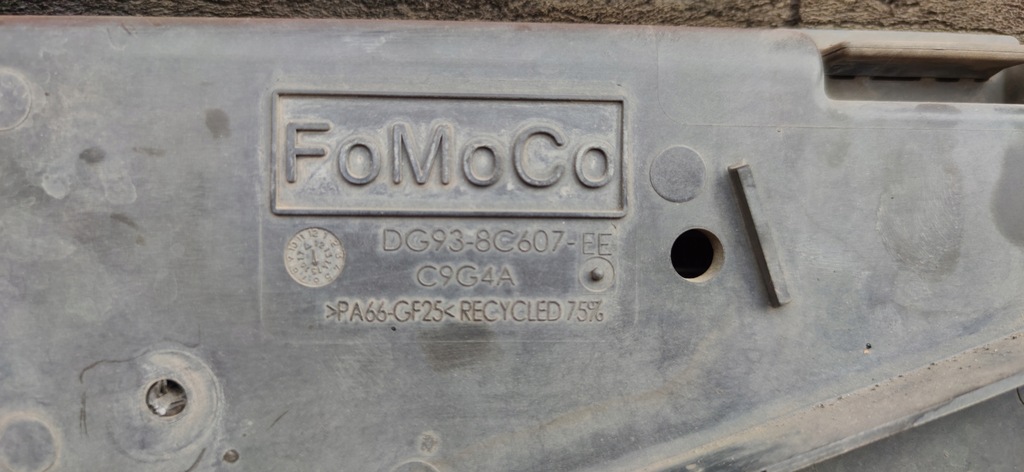 FoMoCo
DG93-8C607-EE
C9G4A
>PA66-GF25< RECYCLED 75%